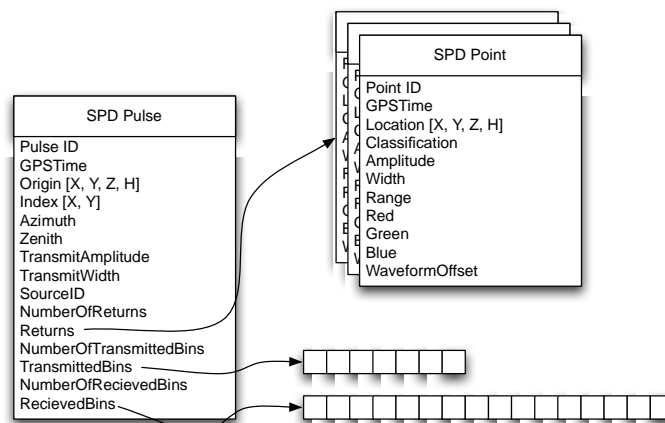 SPD Pulse
Pulse ID
GPSTime
Origin [X, Y, Z, H]
Index [X, Y]
Azimuth
Zenith
TransmitAmplitude
TransmitWidth
SourceID
NumberOfReturns
Returns
NumberOfTransmittedBins
TransmittedBins
NumberOfRecievedBins
RecievedBins
SPD Point
Point ID
GPSTime
Location [X, Y, Z, H]
Classification
Amplitude
Width
Range
Red
Green
Blue
WaveformOffset